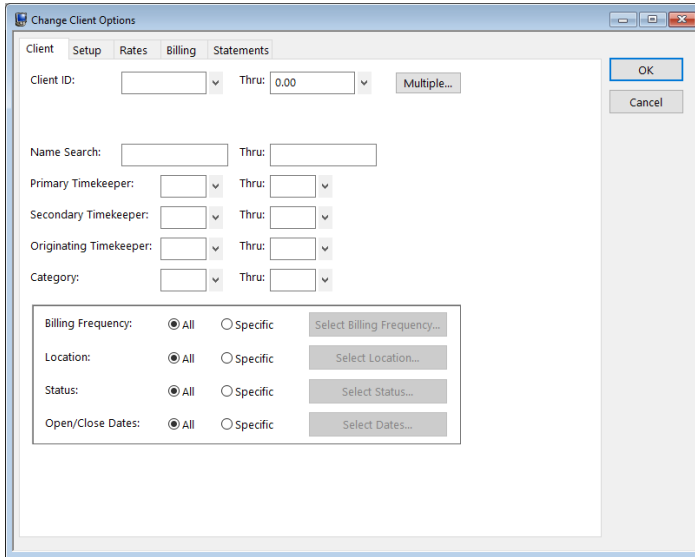 Change Client Options
Client Setup Rates Billing Statements
Client ID: Thru: 0.00 Multiple... OK
Cancel
Name Search: Thru:
Primary Timekeeper: Thru:
Secondary Timekeeper: Thru:
Originating Timekeeper: Thru:
Category: Thru:
Billing Frequency: All Specific Select Billing Frequency...
Location: All Specific Select Location...
Status: All Specific Select Status...
Open/Close Dates: All Specific Select Dates...